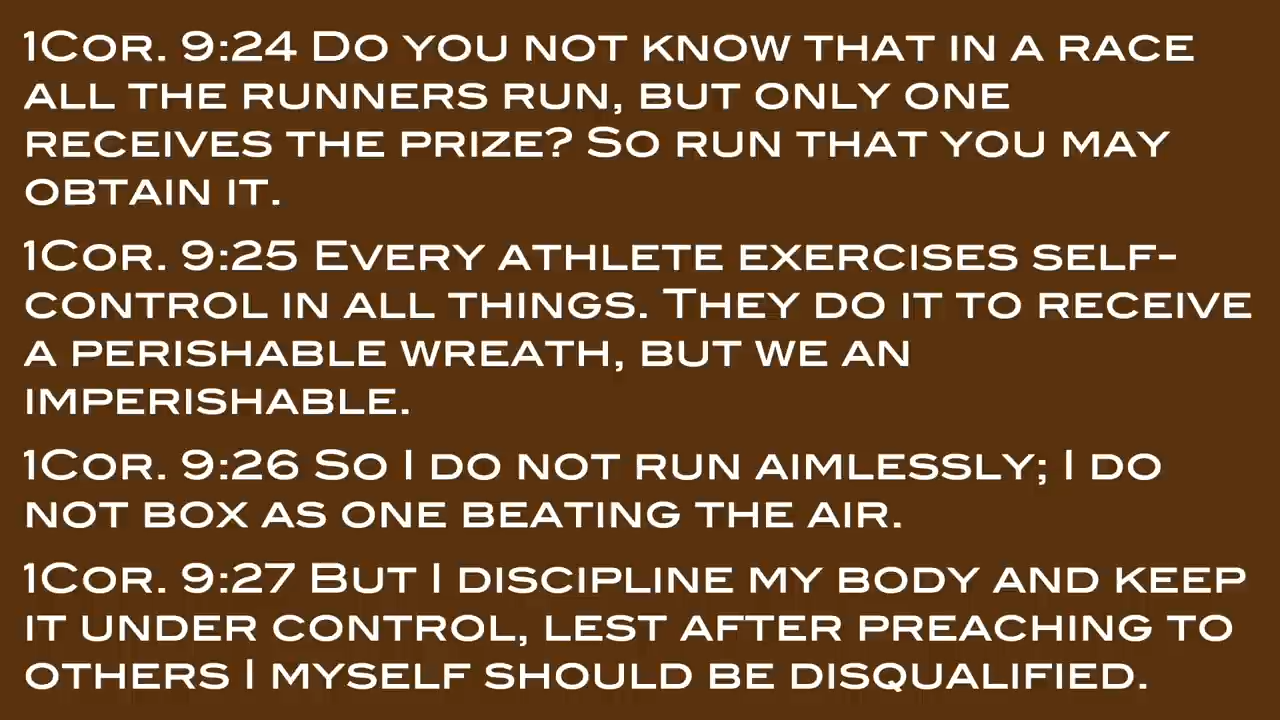 1Cor. 9:24 Do you not know that in a race
all the runners run, but only one
receives the prize? So run that you may
obtain it.
1Cor. 9:25 Every athlete exercises self-
control in all things. They do it to receive
a perishable wreath, but we an
imperishable.
1Cor. 9:26 So I do not run aimlessly; I do
not box as one beating the air.
1Cor. 9:27 But I discipline my body and keep
it under control, lest after preaching to
others I myself should be disqualified.